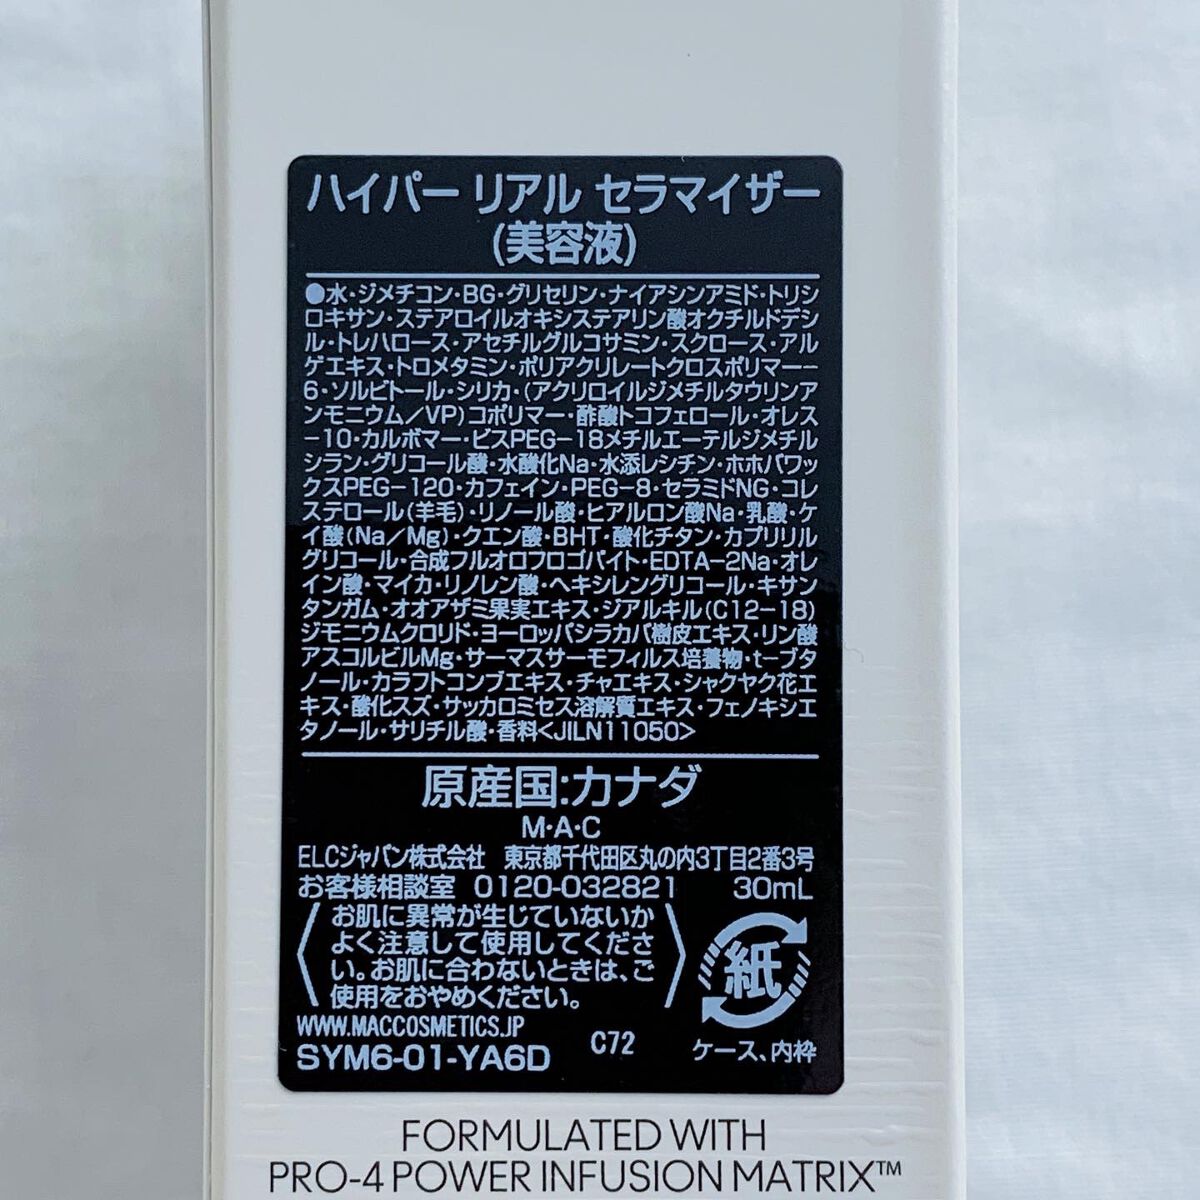 ハイパー リアル セラマイザー
(美容液)
●水・ジメチコン・BG・グリセリン・ナイアシンアミド・トリシ
ロキサン・ステアロイルオキシステアリン酸オクチルドデシ
ル・トレハロース・アセチルグルコサミン・スクロース・アル
ゲエキス・トロメタミン・ポリアクリレートクロスポリマー−
6・ソルビトール・シリカ・(アクリロイルジメチルタウリンア
ンモニウム／VP)コポリマー・酢酸トコフェロール・オレス
−10・カルボマー・ビスPEG−18メチルエーテルジメチル
シラン・グリコール酸・水酸化Na・水添レシチン・ホホバワッ
クスPEG−120・カフェイン・PEG−8・セラミドNG・コレ
ステロール(羊毛)・リノール酸・ヒアルロン酸Na・乳酸・ケ
イ酸(Na／Mg)・クエン酸・BHT・酸化チタン・カプリリル
グリコール・合成フルオロフロゴパイト・EDTA−2Na・オレ
イン酸・マイカ・リノレン酸・ヘキシレングリコール・キサン
タンガム・オオアザミ果実エキス・ジアルキル(C12−18)
ジモニウムクロリド・ヨーロッパシラカバ樹皮エキス・リン酸
アスコルビルMg・サーマスサーモフィルス培養物・t−ブタ
ノール・カラフトコンブエキス・チャエキス・シャクヤク花エ
キス・酸化スズ・サッカロミセス溶解質エキス・フェノキシエ
タノール・サリチル酸・香料<JILN11050>
原産国:カナダ
M・A・C
ELCジャパン株式会社 東京都千代田区丸の内3丁目2番3号
お客様相談室 0120-032821 30mL
お肌に異常が生じていないか
よく注意して使用してくださ
い。お肌に合わないときは、ご
使用をおやめください。
紙
WWW.MACCOSMETICS.JP
SYM6-01-YA6D C72 ケース、内枠
FORMULATED WITH
PRO-4 POWER INFUSION MATRIX™